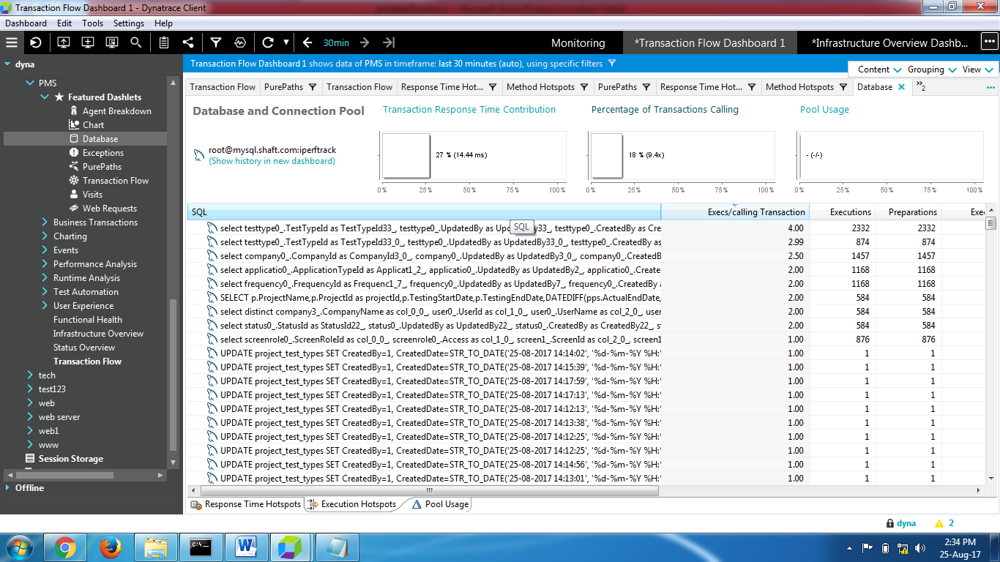 Transaction Flow Dashboard 1 - Dynatrace Client
Dashboard Edit Tools Settings Help
30min
Monitoring
*Transaction Flow Dashboard 1
*Infrastructure Overview Dashb...
dyna
PMS
Featured Dashlets
Agent Breakdown
Chart
Database
Exceptions
PurePaths
Transaction Flow
Visits
Web Requests
Business Transactions
Charting
Events
Performance Analysis
Runtime Analysis
Test Automation
User Experience
Functional Health
Infrastructure Overview
Status Overview
Transaction Flow
tech
test123
web
web server
web1
www
Session Storage
Offline
Transaction Flow Dashboard 1 shows data of PMS in timeframe: last 30 minutes (auto), using specific filters
Content Grouping View
Transaction Flow PurePaths Transaction Flow Response Time Hot... Method Hotspots PurePaths Response Time Hot... Method Hotspots Database »2
Database and Connection Pool
Transaction Response Time Contribution
Percentage of Transactions Calling
Pool Usage
root@mysql.shaft.com:iperftrack
(Show history in new dashboard)
27 % (14.44 ms)
18 % (9.4x)
- (-/-)
0 % 25 % 50 % 75 % 100 %
0 % 25 % 50 % 75 % 100 %
0 % 25 % 50 % 75 % 100 %
SQL Execs/calling Transaction Executions Preparations Exec
SQL
select testtype0_.TestTypeId as TestTypeId33_, testtype0_.UpdatedBy as UpdatedBy33_, testtype0_.CreatedBy as Cre 4.00 2332 2332
select testtype0_.TestTypeId as TestTypeId33_0_, testtype0_.UpdatedBy as UpdatedBy33_0_, testtype0_.CreatedBy as 2.99 874 874
select company0_.CompanyId as CompanyId3_0_, company0_.UpdatedBy as UpdatedBy3_0_, company0_.CreatedB 2.50 1457 1457
select applicatio0_.ApplicationTypeId as Applicat1_2_, applicatio0_.UpdatedBy as UpdatedBy2_, applicatio0_.Create 2.00 1168 1168
select frequency0_.FrequencyId as Frequenc1_7_, frequency0_.UpdatedBy as UpdatedBy7_, frequency0_.CreatedBy a 2.00 1168 1168
SELECT p.ProjectName,p.ProjectId as projectId,p.TestingStartDate,p.TestingEndDate,DATEDIFF(pps.ActualEndDate, 2.00 584 584
select distinct company3_.CompanyName as col_0_0_, user0_.UserId as col_1_0_, user0_.UserName as col_2_0_, user 2.00 584 584
select status0_.StatusId as StatusId22_, status0_.UpdatedBy as UpdatedBy22_, status0_.CreatedBy as CreatedBy22_, st 2.00 584 584
select screenrole0_.ScreenRoleId as col_0_0_, screenrole0_.Access as col_1_0_, screen1_.ScreenId as col_2_0_, screen1 1.00 876 876
UPDATE project_test_types SET CreatedBy=1, CreatedDate=STR_TO_DATE('25-08-2017 14:14:02', '%d-%m-%Y %H:' 1.00 1 1
UPDATE project_test_types SET CreatedBy=1, CreatedDate=STR_TO_DATE('25-08-2017 14:15:39', '%d-%m-%Y %H:' 1.00 1 1
UPDATE project_test_types SET CreatedBy=1, CreatedDate=STR_TO_DATE('25-08-2017 14:17:59', '%d-%m-%Y %H:' 1.00 1 1
UPDATE project_test_types SET CreatedBy=1, CreatedDate=STR_TO_DATE('25-08-2017 14:17:13', '%d-%m-%Y %H:' 1.00 1 1
UPDATE project_test_types SET CreatedBy=1, CreatedDate=STR_TO_DATE('25-08-2017 14:12:13', '%d-%m-%Y %H:' 1.00 1 1
UPDATE project_test_types SET CreatedBy=1, CreatedDate=STR_TO_DATE('25-08-2017 14:13:38', '%d-%m-%Y %H:' 1.00 1 1
UPDATE project_test_types SET CreatedBy=1, CreatedDate=STR_TO_DATE('25-08-2017 14:12:25', '%d-%m-%Y %H:' 1.00 1 1
UPDATE project_test_types SET CreatedBy=1, CreatedDate=STR_TO_DATE('25-08-2017 14:12:25', '%d-%m-%Y %H:' 1.00 1 1
UPDATE project_test_types SET CreatedBy=1, CreatedDate=STR_TO_DATE('25-08-2017 14:14:56', '%d-%m-%Y %H:' 1.00 1 1
UPDATE project_test_types SET CreatedBy=1, CreatedDate=STR_TO_DATE('25-08-2017 14:13:01', '%d-%m-%Y %H:' 1.00 1 1
Response Time Hotspots Execution Hotspots Pool Usage
dyna 2
2:34 PM
25-Aug-17